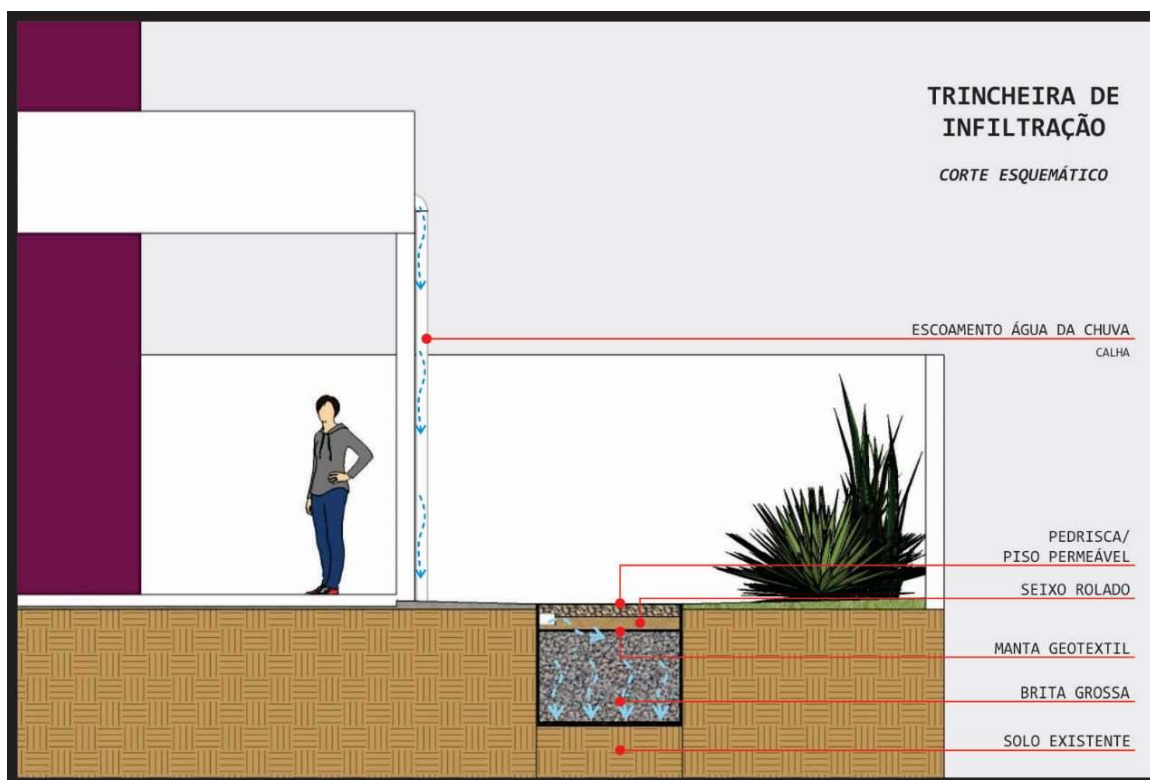 TRINCHEIRA DE
INFILTRAÇÃO
CORTE ESQUEMÁTICO
ESCOAMENTO ÁGUA DA CHUVA
CALHA
PEDRISCA/
PISO PERMEÁVEL
SEIXO ROLADO
MANTA GEOTEXTIL
BRITA GROSSA
SOLO EXISTENTE